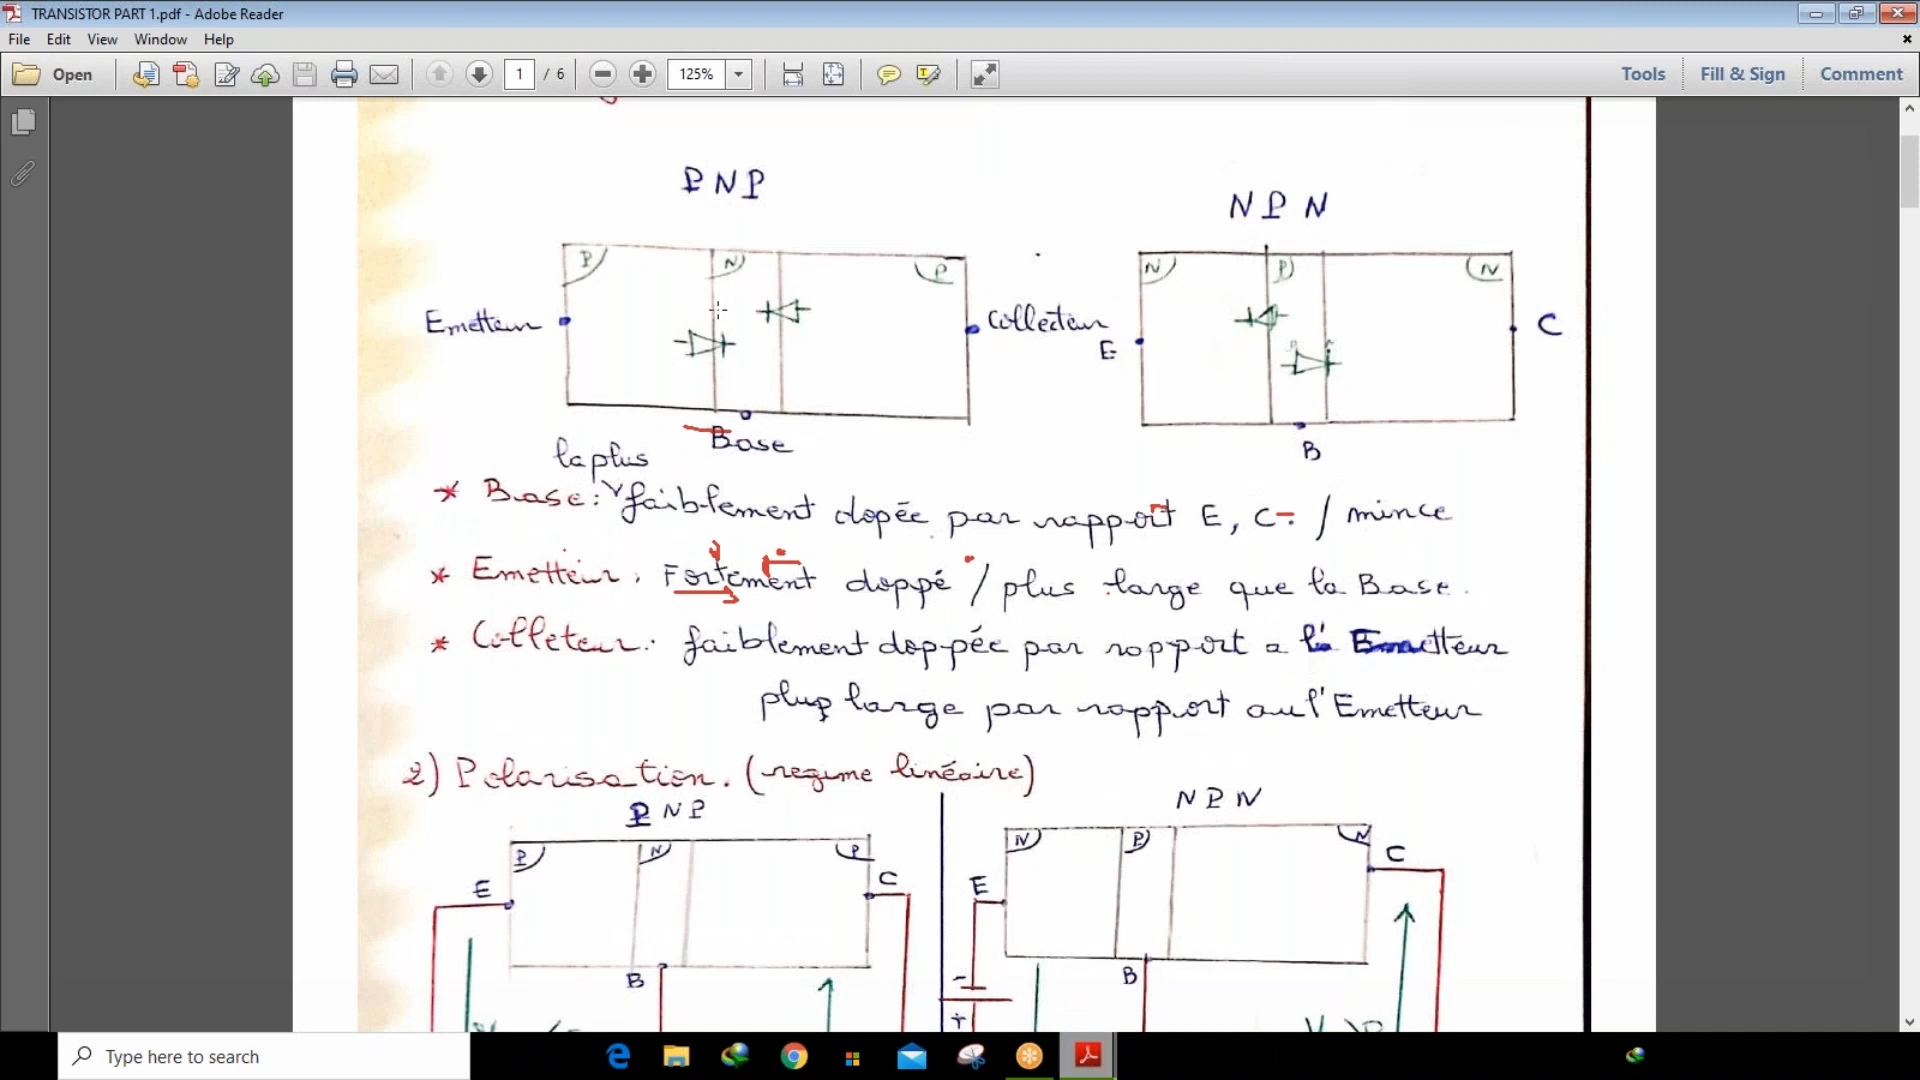 TRANSISTOR PART 1.pdf - Adobe Reader
File Edit View Window Help
Open 1 / 6 125% Tools Fill & Sign Comment
PNP
NPN
P N P
N P N
Emetteur
Collecteur
E
C
Base
B
la plus
* Base : faiblement dopée par rapport E, C. / mince
* Emetteur : Fortement doppé / plus large que la Base.
* Colleteur : faiblement doppée par rapport a l' Emetteur
plus large par rapport au l'Emetteur
2) Polarisation. (regime linéaire)
PNP
NPN
P N P
N P N
E
C
E
C
B
B
-
+
Type here to search